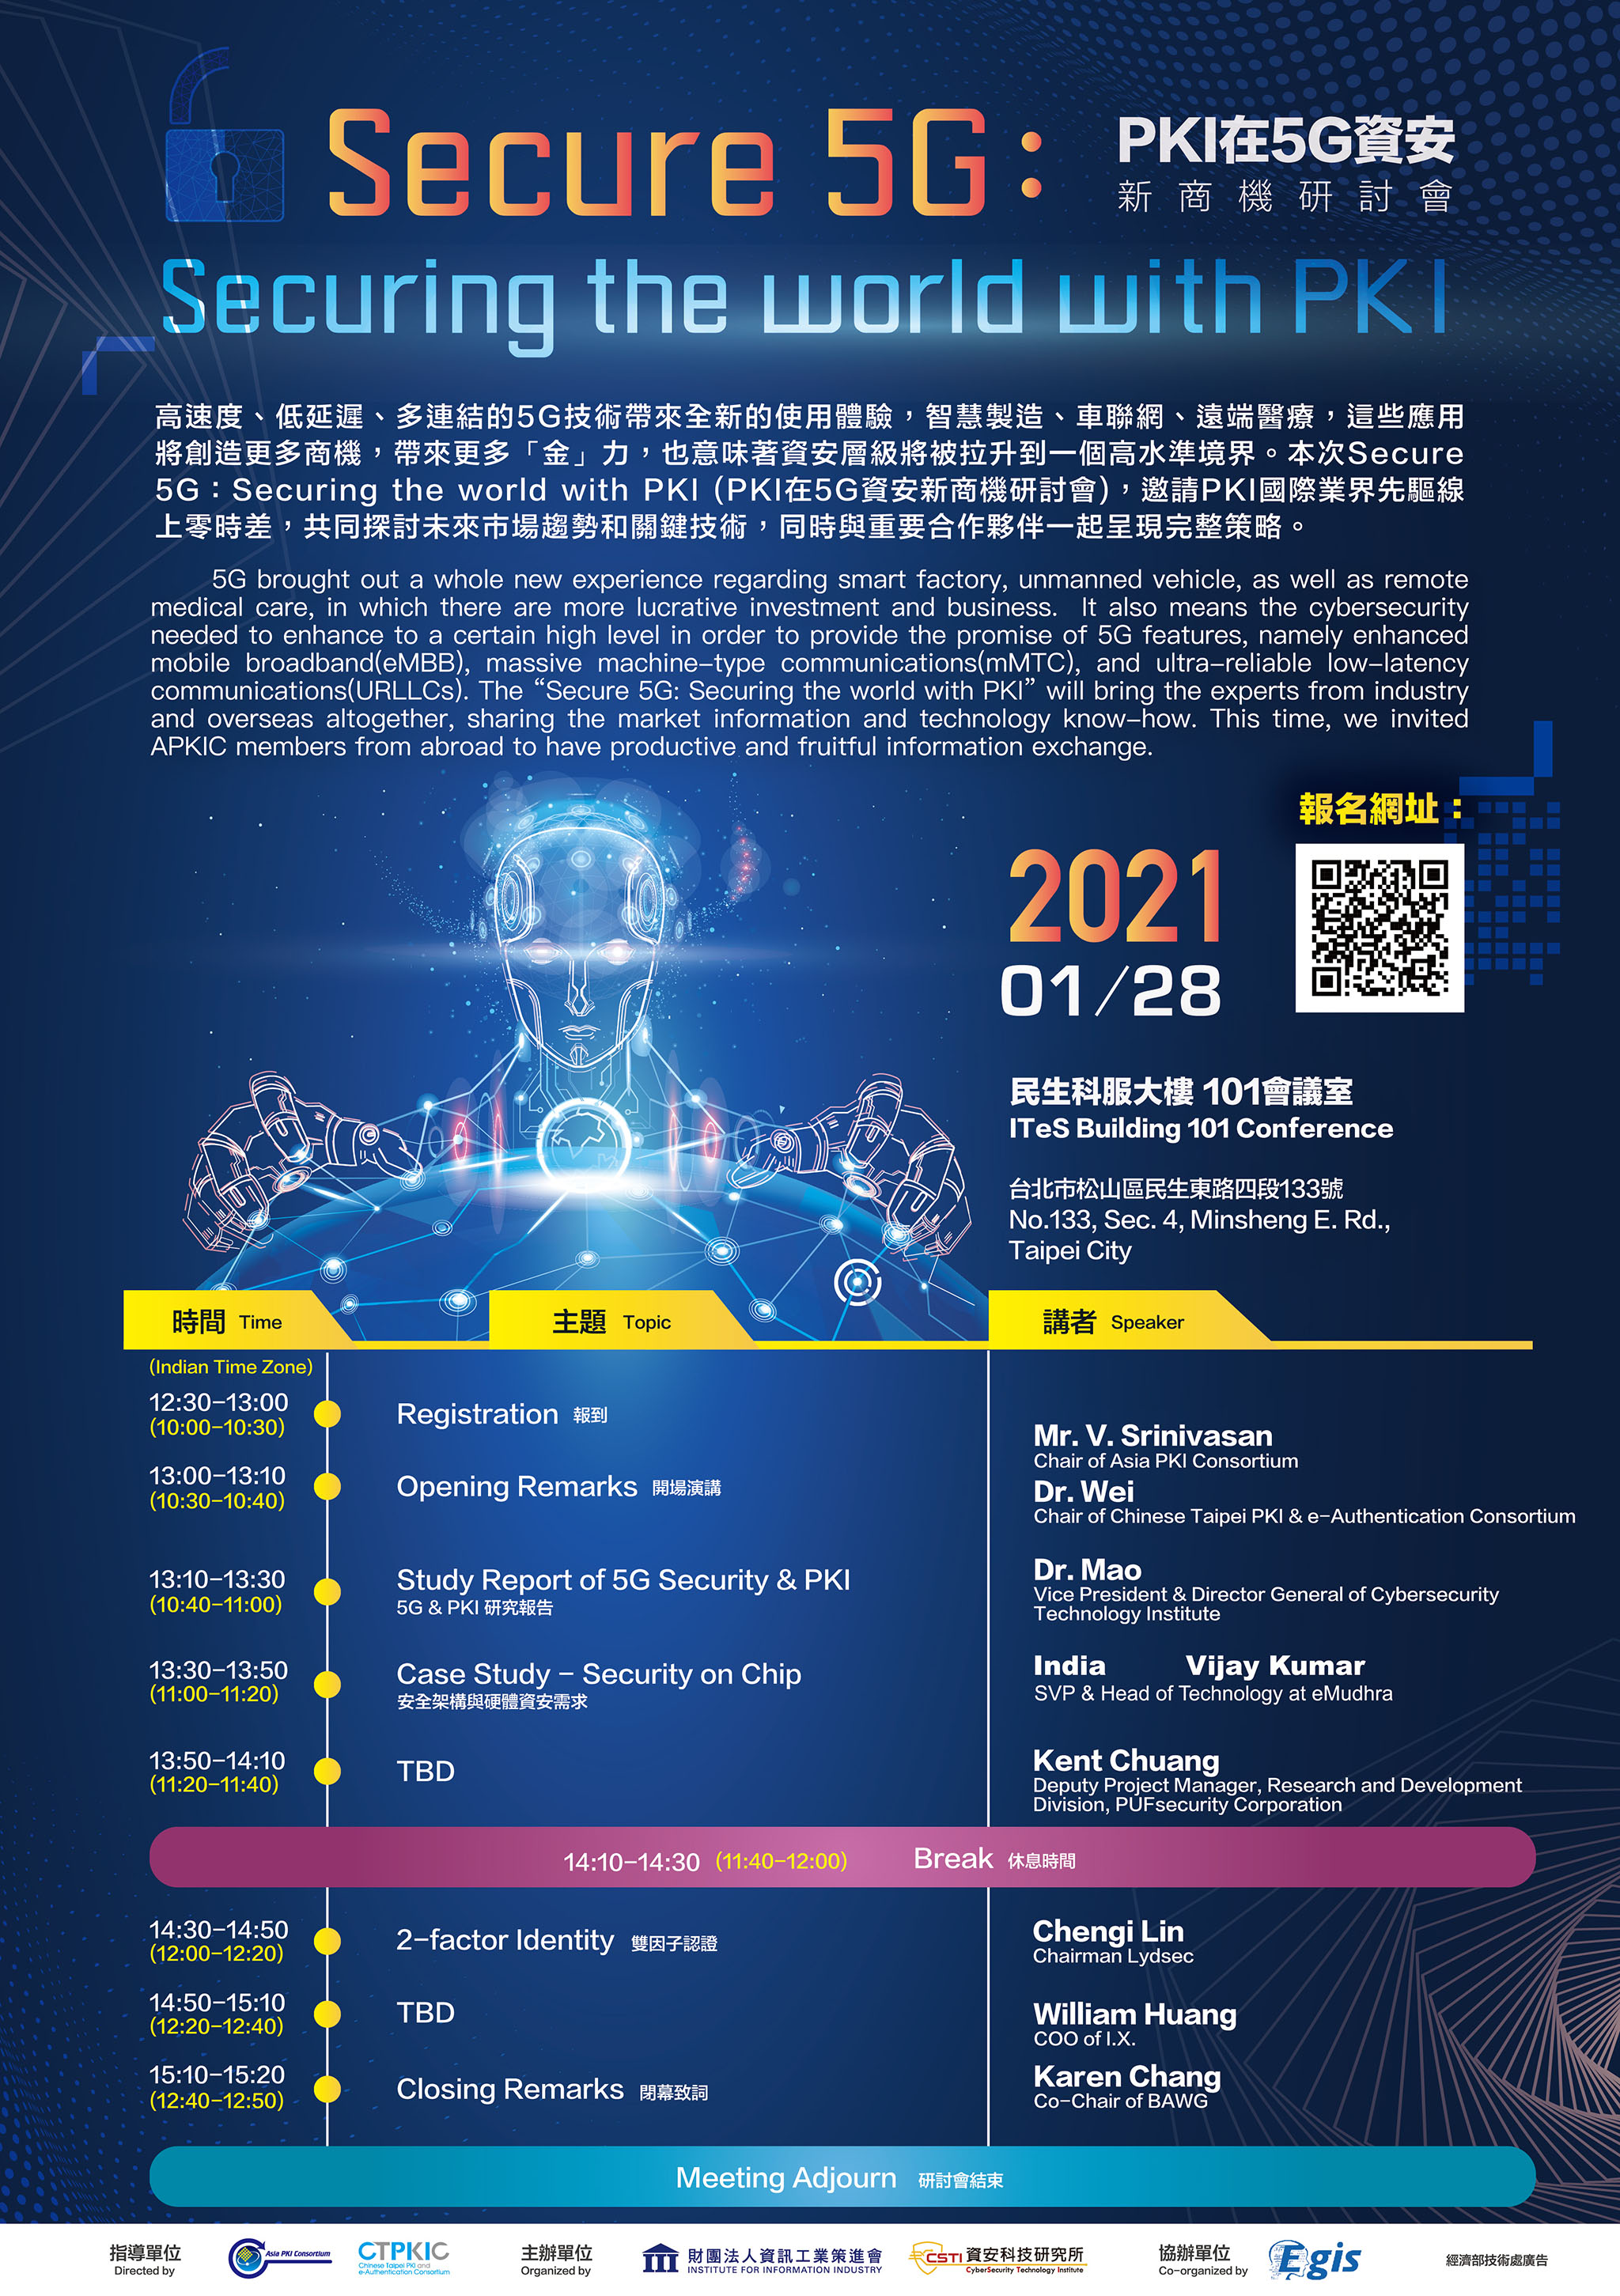 Secure 5G：
PKI在5G資安
新商機研討會
Securing the world with PKI
高速度、低延遲、多連結的5G技術帶來全新的使用體驗，智慧製造、車聯網、遠端醫療，這些應用
將創造更多商機，帶來更多「金」力，也意味著資安層級將被拉升到一個高水準境界。本次Secure
5G：Securing the world with PKI (PKI在5G資安新商機研討會)，邀請PKI國際業界先驅線
上零時差，共同探討未來市場趨勢和關鍵技術，同時與重要合作夥伴一起呈現完整策略。
5G brought out a whole new experience regarding smart factory, unmanned vehicle, as well as remote
medical care, in which there are more lucrative investment and business. It also means the cybersecurity
needed to enhance to a certain high level in order to provide the promise of 5G features, namely enhanced
mobile broadband(eMBB), massive machine-type communications(mMTC), and ultra-reliable low-latency
communications(URLLCs). The “Secure 5G: Securing the world with PKI” will bring the experts from industry
and overseas altogether, sharing the market information and technology know-how. This time, we invited
APKIC members from abroad to have productive and fruitful information exchange.
報名網址：
2021
01/28
民生科服大樓 101會議室
ITeS Building 101 Conference
台北市松山區民生東路四段133號
No.133, Sec. 4, Minsheng E. Rd.,
Taipei City
時間 Time
主題 Topic
講者 Speaker
(Indian Time Zone)
12:30-13:00
(10:00-10:30)
Registration 報到
13:00-13:10
(10:30-10:40)
Opening Remarks 開場演講
Mr. V. Srinivasan
Chair of Asia PKI Consortium
Dr. Wei
Chair of Chinese Taipei PKI & e-Authentication Consortium
13:10-13:30
(10:40-11:00)
Study Report of 5G Security & PKI
5G & PKI 研究報告
Dr. Mao
Vice President & Director General of Cybersecurity
Technology Institute
13:30-13:50
(11:00-11:20)
Case Study - Security on Chip
安全架構與硬體資安需求
India Vijay Kumar
SVP & Head of Technology at eMudhra
13:50-14:10
(11:20-11:40)
TBD
Kent Chuang
Deputy Project Manager, Research and Development
Division, PUFsecurity Corporation
14:10-14:30 (11:40-12:00) Break 休息時間
14:30-14:50
(12:00-12:20)
2-factor Identity 雙因子認證
Chengi Lin
Chairman Lydsec
14:50-15:10
(12:20-12:40)
TBD
William Huang
COO of I.X.
15:10-15:20
(12:40-12:50)
Closing Remarks 閉幕致詞
Karen Chang
Co-Chair of BAWG
Meeting Adjourn 研討會結束
指導單位
Directed by
Asia PKI Consortium
CTPKIC
Chinese Taipei PKI and
e-Authentication Consortium
主辦單位
Organized by
財團法人資訊工業策進會
INSTITUTE FOR INFORMATION INDUSTRY
CSTI 資安科技研究所
CyberSecurity Technology Institute
協辦單位
Co-organized by
Egis
經濟部技術處廣告